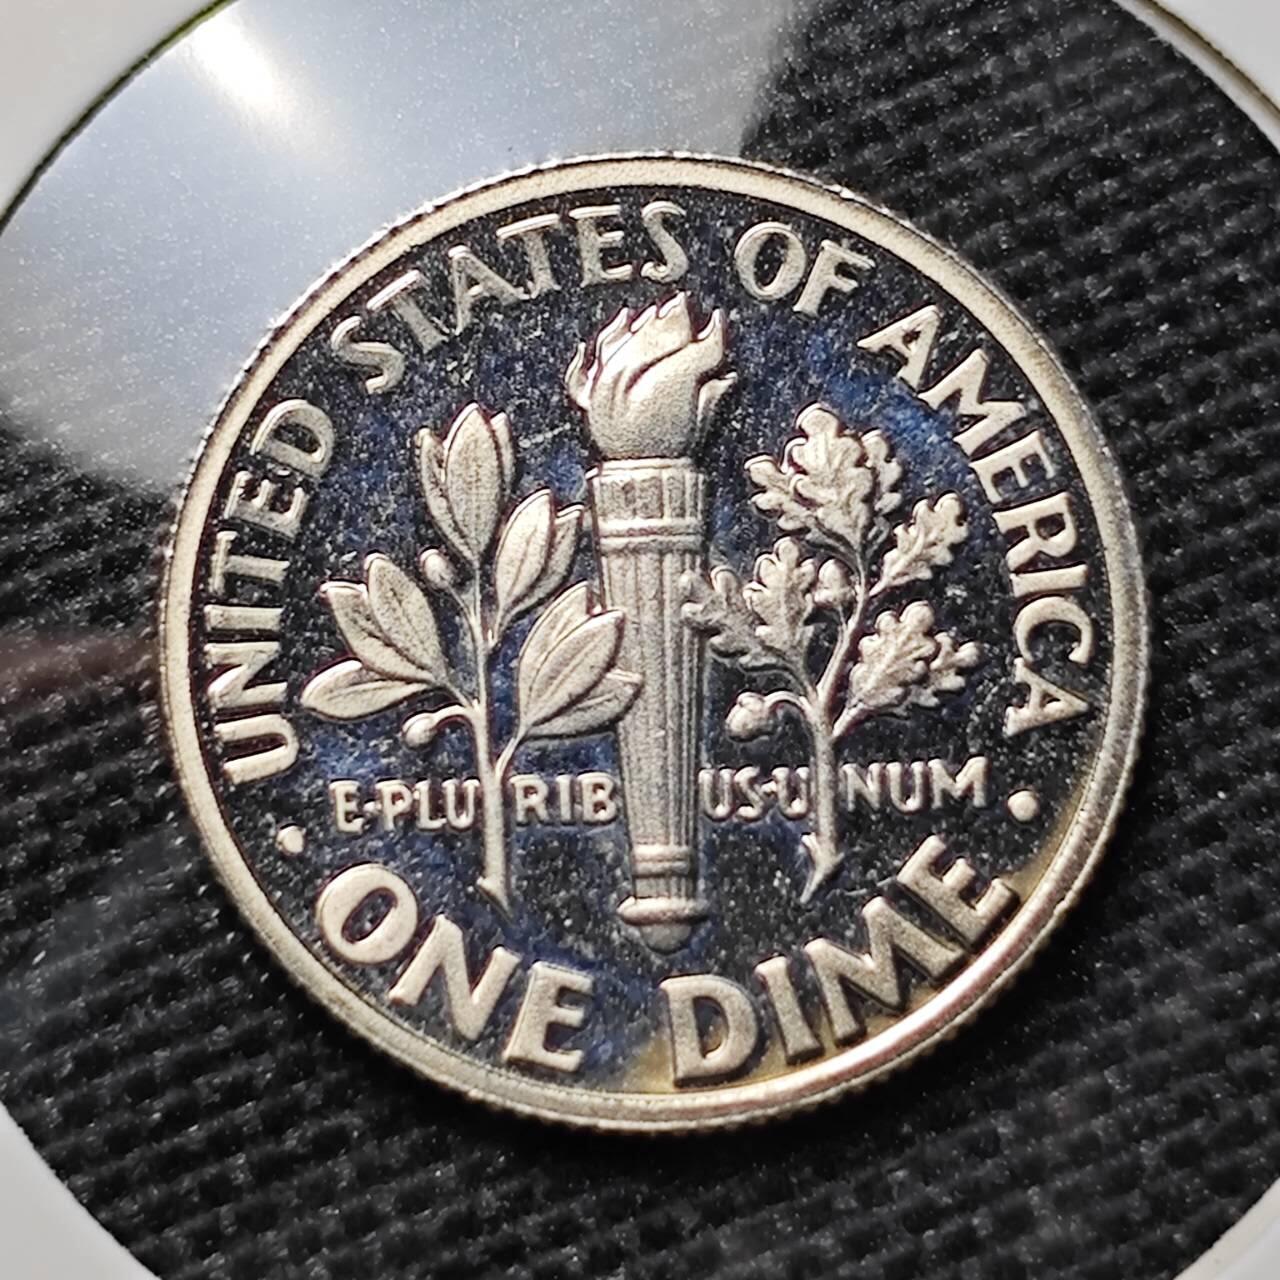 UNITED STATES OF AMERICA
E·PLURIBUS·UNUM
· ONE DIME ·